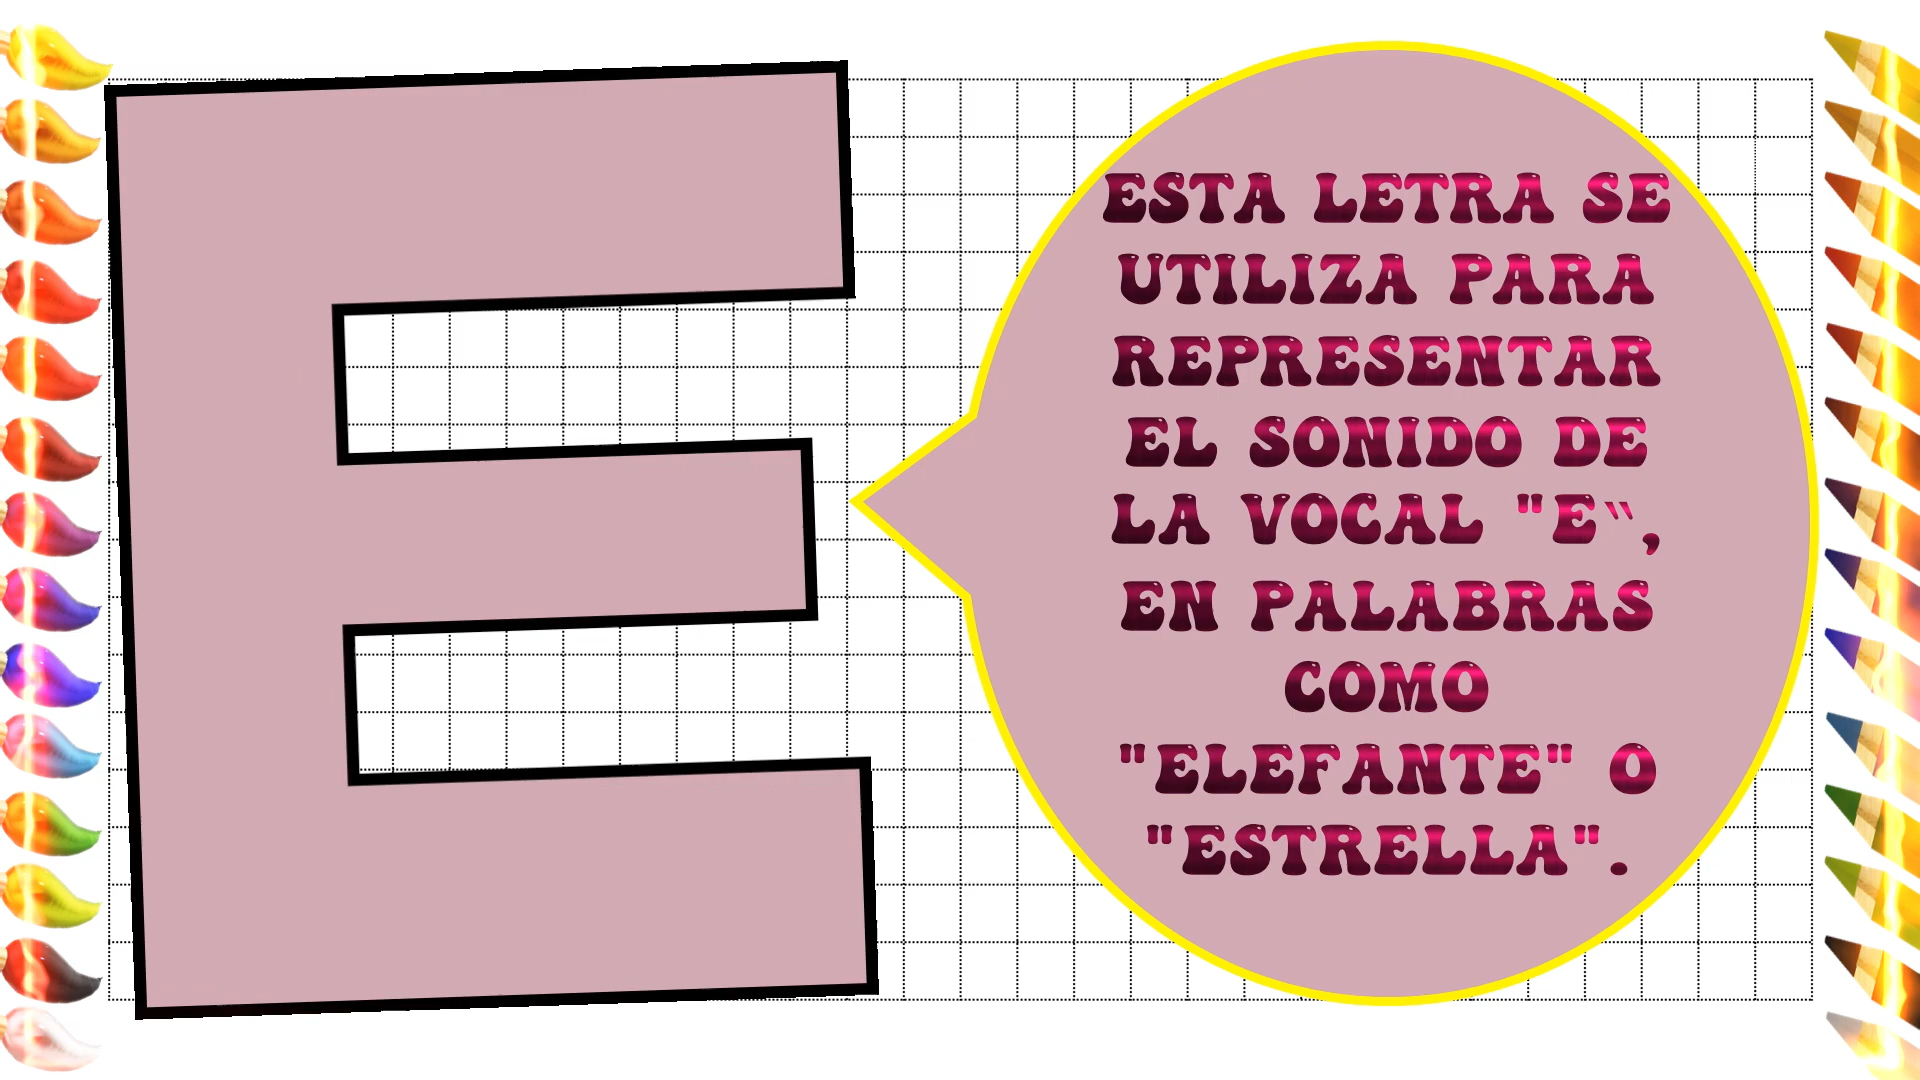 E
ESTA LETRA SE
UTILIZA PARA
REPRESENTAR
EL SONIDO DE
LA VOCAL "E‶,
EN PALABRAS
COMO
"ELEFANTE" O
"ESTRELLA".